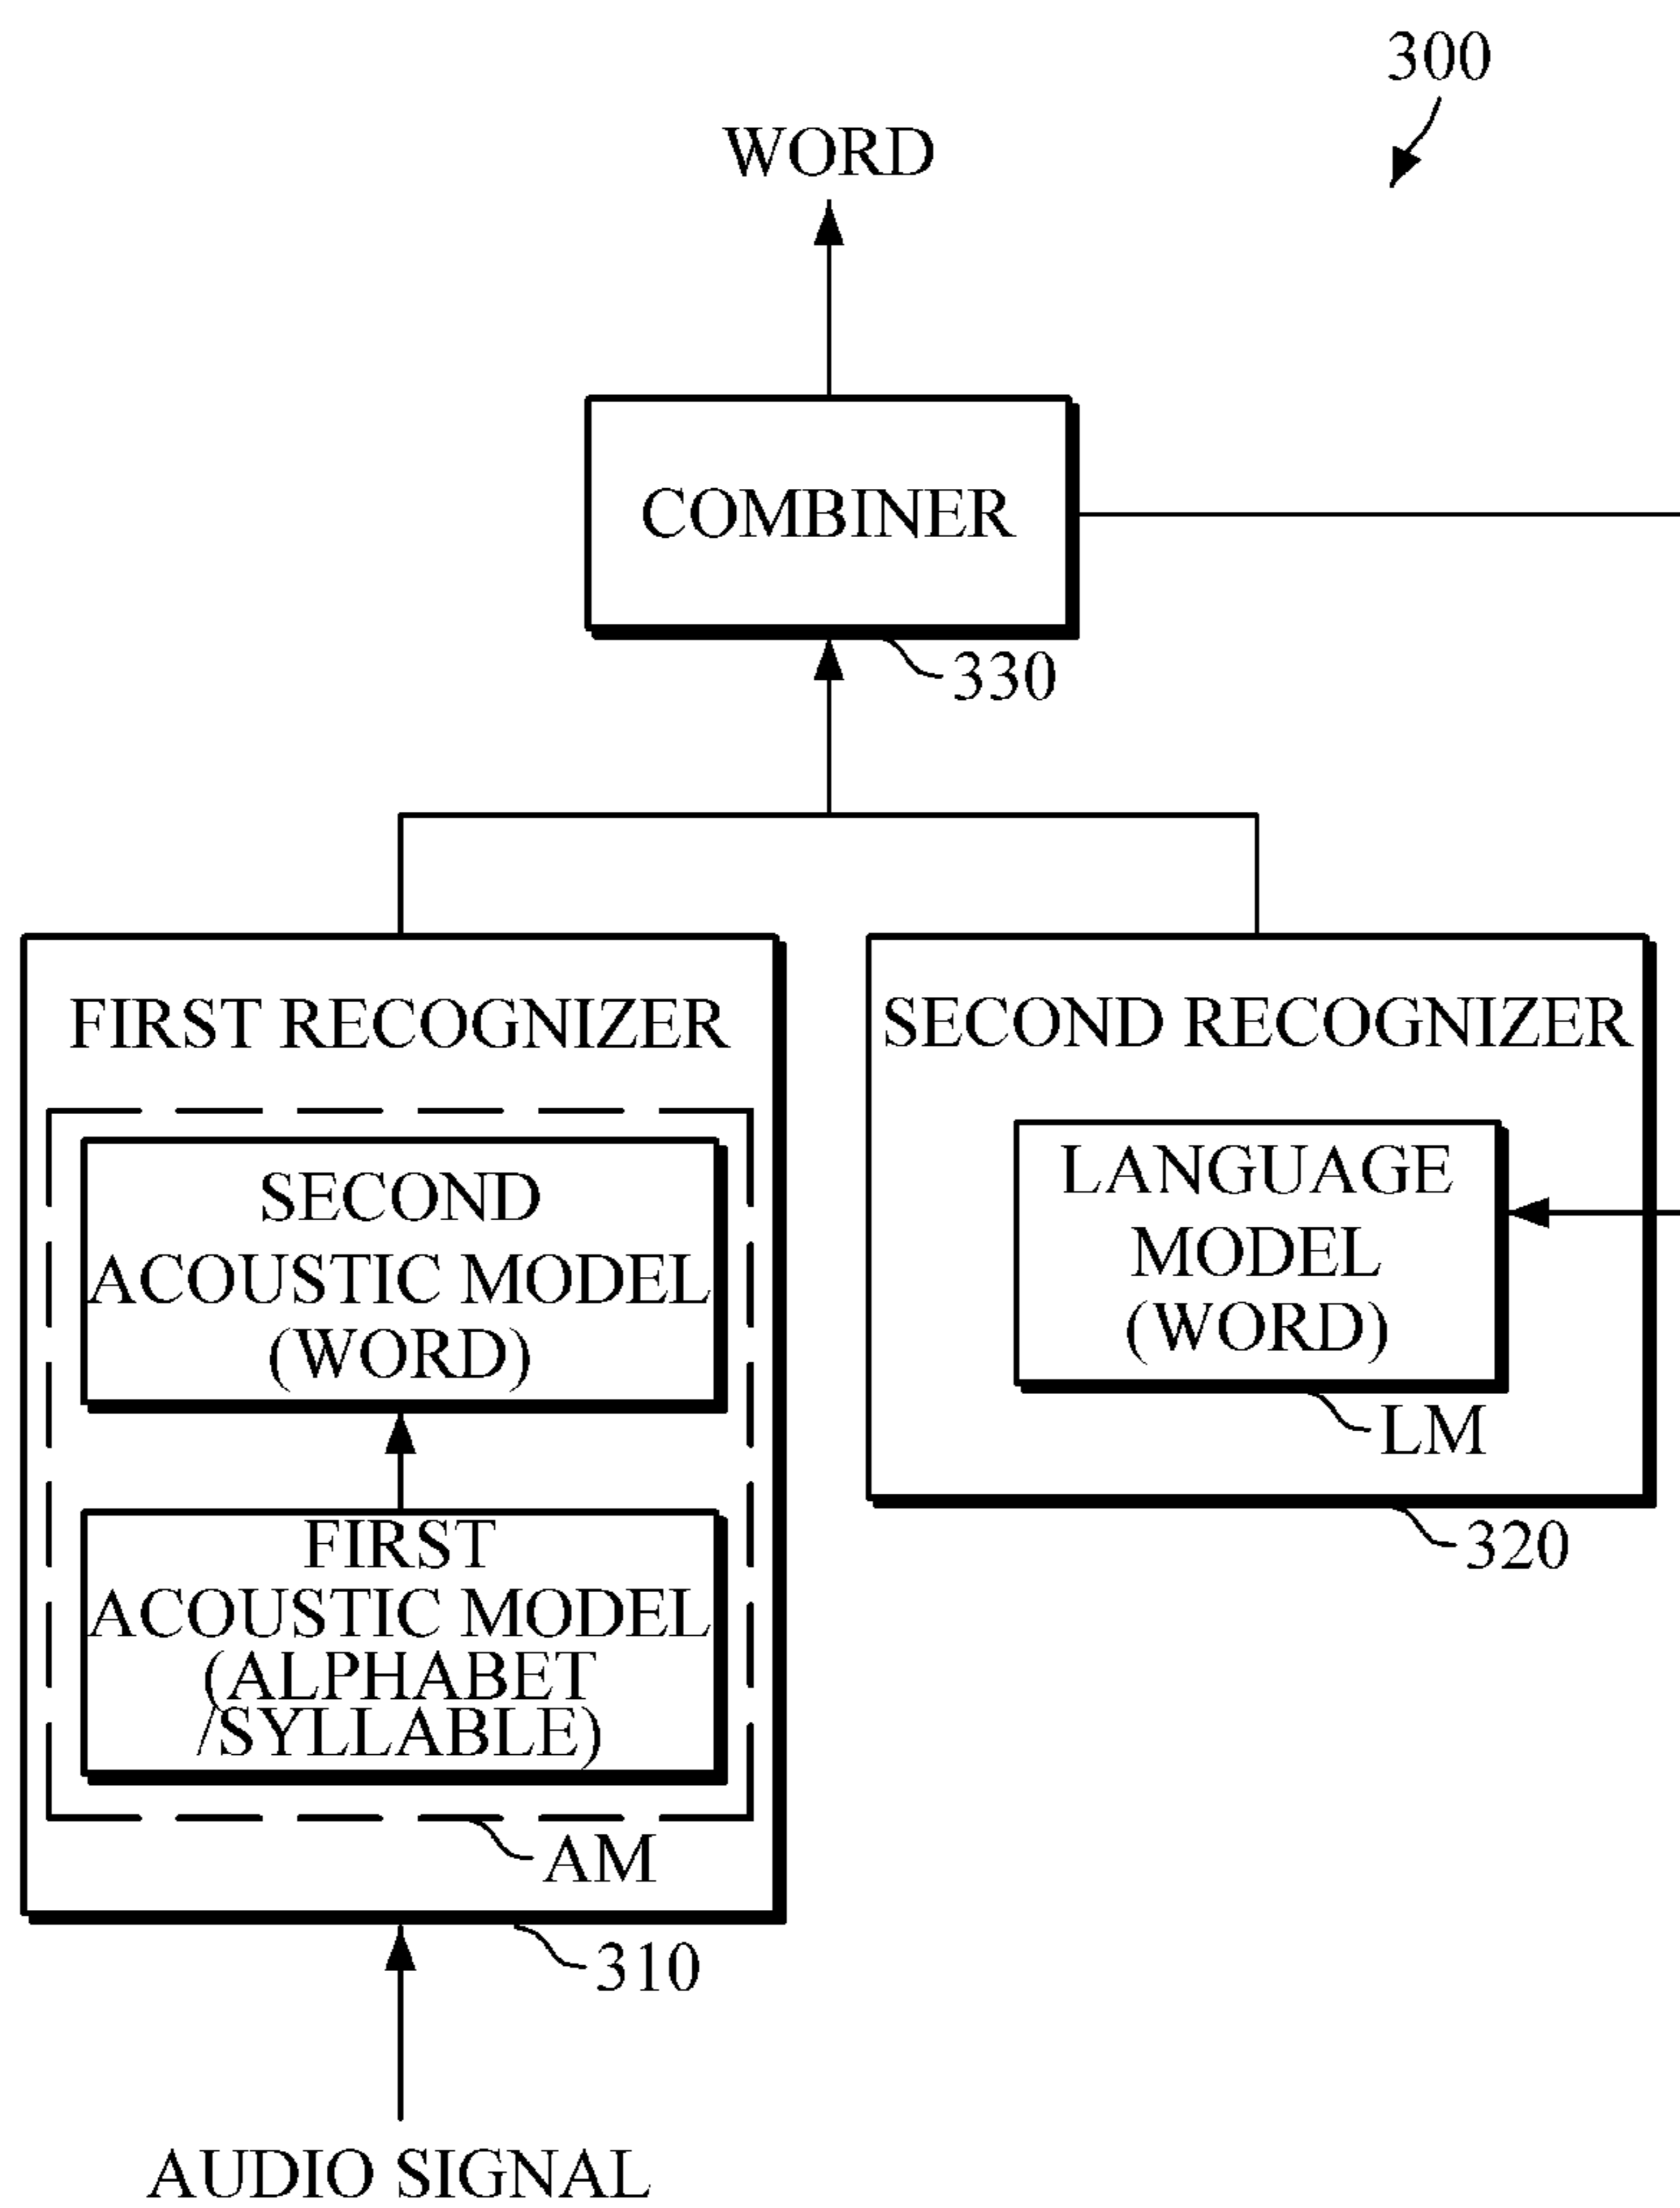 300
WORD
COMBINER
330
FIRST RECOGNIZER
SECOND
ACOUSTIC MODEL
(WORD)
FIRST
ACOUSTIC MODEL
(ALPHABET
/SYLLABLE)
AM
310
AUDIO SIGNAL
SECOND RECOGNIZER
LANGUAGE
MODEL
(WORD)
LM
320